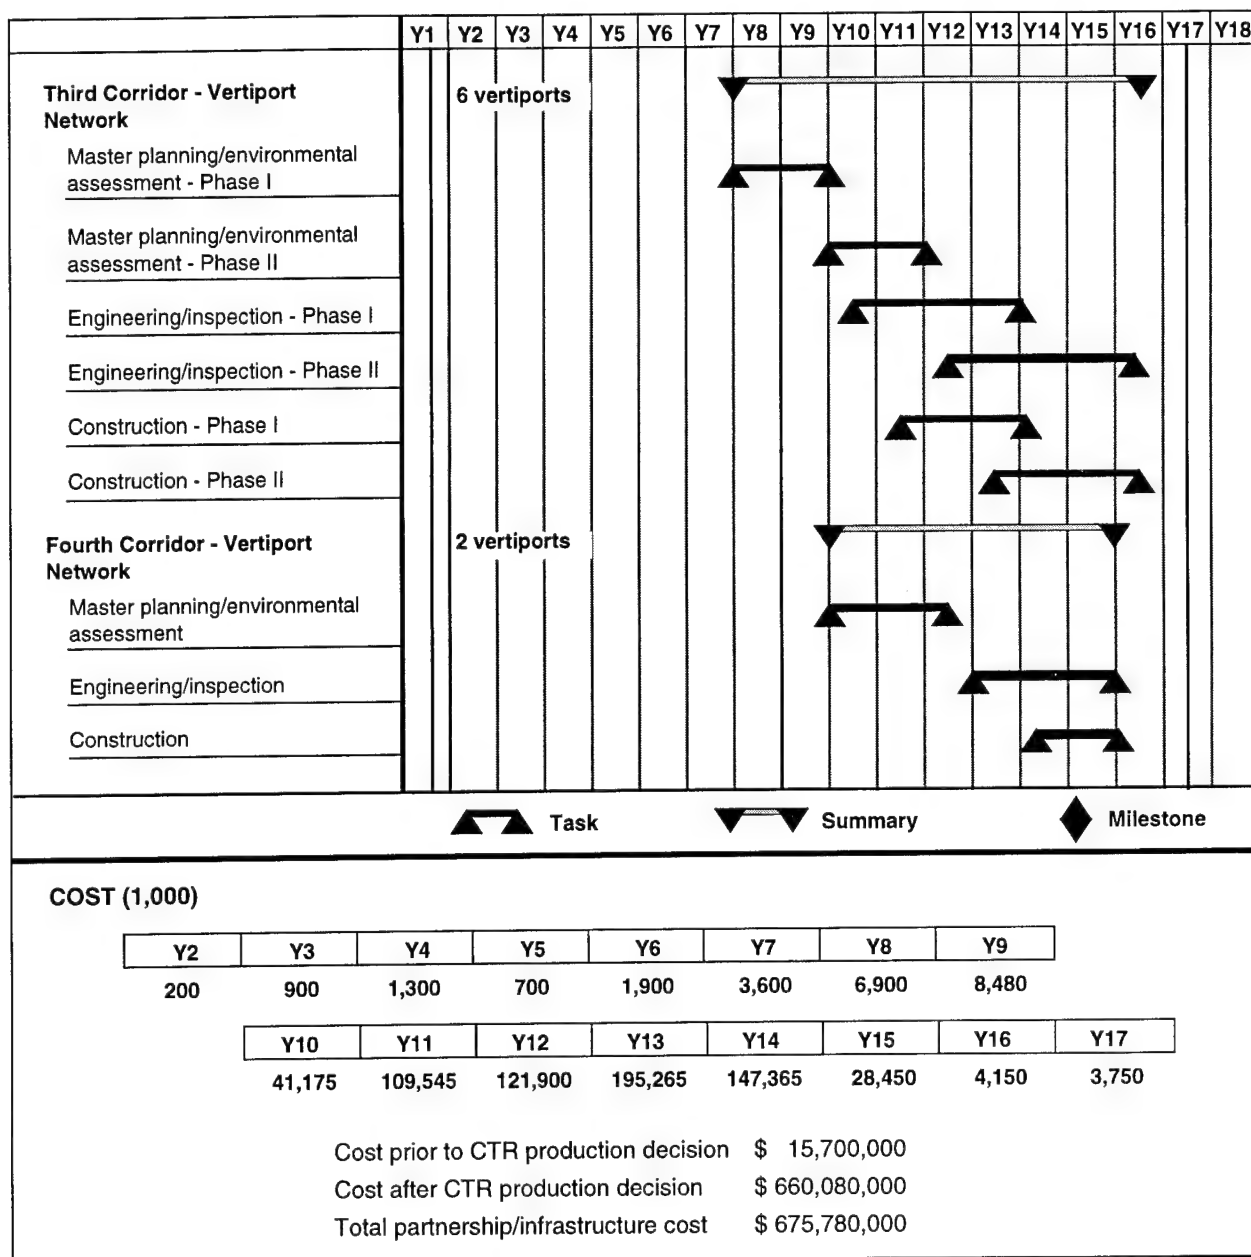 Y1 Y2 Y3 Y4 Y5 Y6 Y7 Y8 Y9 Y10 Y11 Y12 Y13 Y14 Y15 Y16 Y17 Y18
Third Corridor - Vertiport 6 vertiports
Network
Master planning/environmental
assessment - Phase I
Master planning/environmental
assessment - Phase II
Engineering/inspection - Phase I
Engineering/inspection - Phase II
Construction - Phase I
Construction - Phase II
Fourth Corridor - Vertiport 2 vertiports
Network
Master planning/environmental
assessment
Engineering/inspection
Construction
Task Summary Milestone
COST (1,000)
Y2 Y3 Y4 Y5 Y6 Y7 Y8 Y9
200 900 1,300 700 1,900 3,600 6,900 8,480
Y10 Y11 Y12 Y13 Y14 Y15 Y16 Y17
41,175 109,545 121,900 195,265 147,365 28,450 4,150 3,750
Cost prior to CTR production decision $ 15,700,000
Cost after CTR production decision $ 660,080,000
Total partnership/infrastructure cost $ 675,780,000